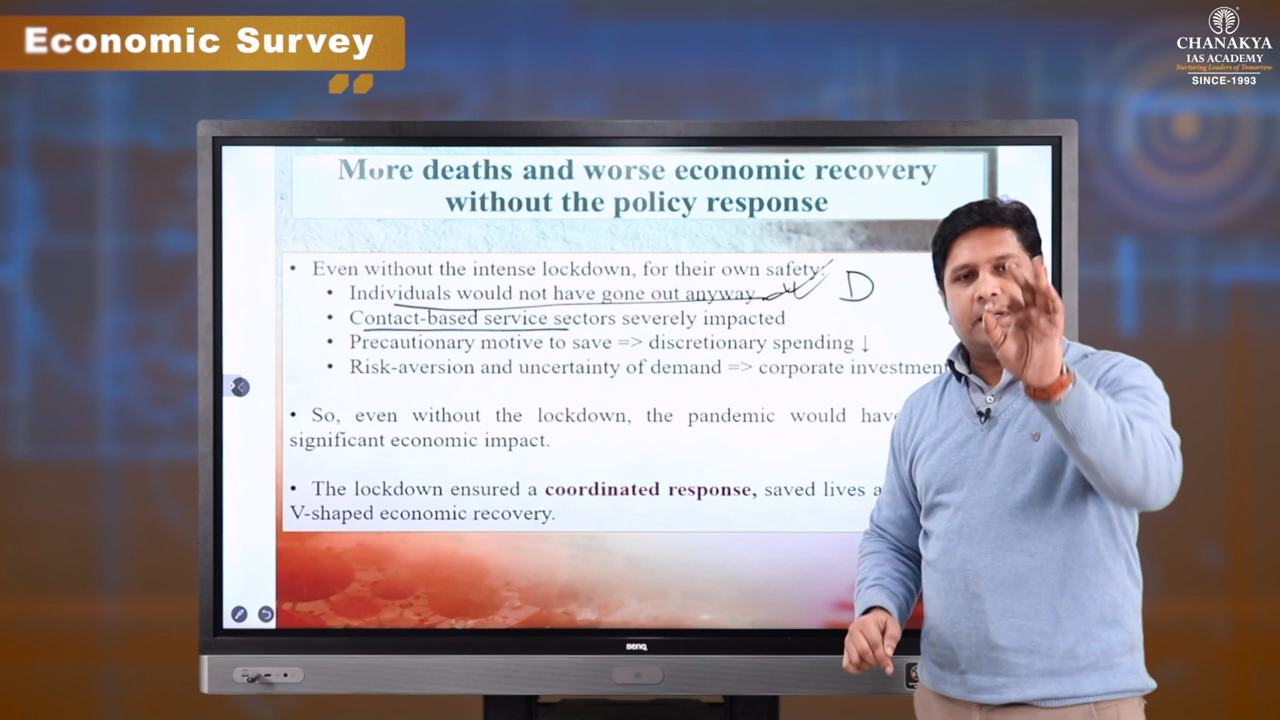 Economic Survey
CHANAKYA
IAS ACADEMY
Nurturing Leaders of Tomorrow
SINCE-1993
More deaths and worse economic recovery
without the policy response
• Even without the intense lockdown, for their own safety:
• Individuals would not have gone out anyway
D
• Contact-based service sectors severely impacted
• Precautionary motive to save => discretionary spending ↓
• Risk-aversion and uncertainty of demand => corporate
• So, even without the lockdown, the pandemic would have
significant economic impact.
• The lockdown ensured a coordinated response, saved lives
V-shaped economic recovery.
BenQ